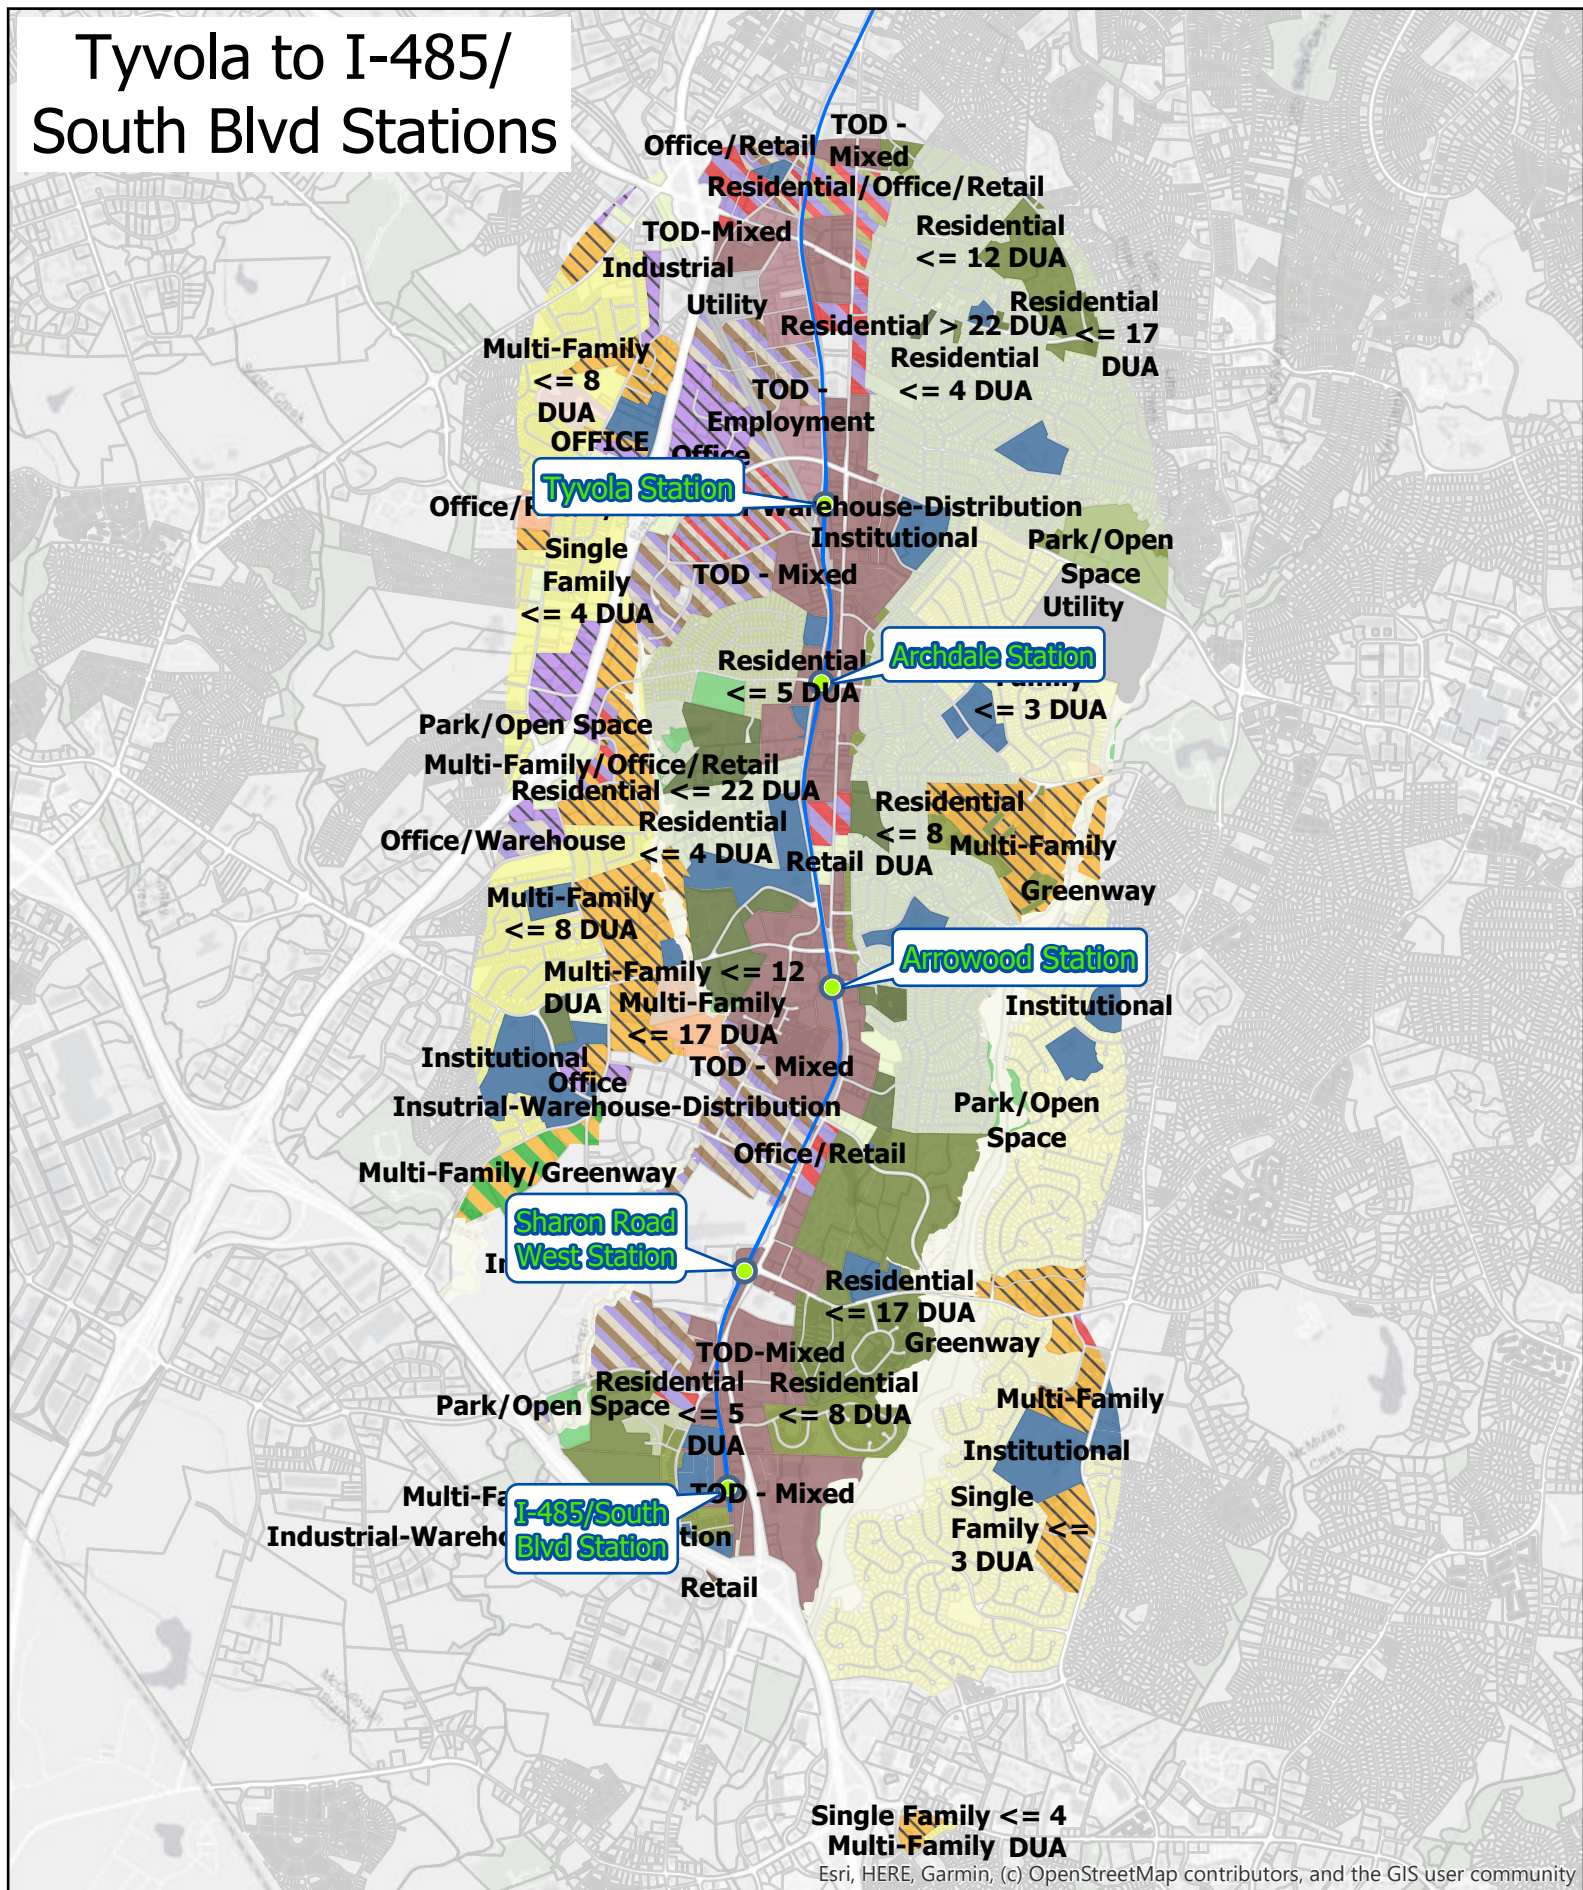 Tyvola to I-485/
South Blvd Stations
TOD -
Mixed
Office/Retail
Residential/Office/Retail
Residential
<= 12 DUA
TOD-Mixed
Industrial
Utility
Residential
<= 17
DUA
Residential > 22 DUA
Multi-Family
<= 8
DUA
Residential
<= 4 DUA
TOD -
Employment
OFFICE
Office
Tyvola Station
Warehouse-Distribution
Institutional
Park/Open
Space
Utility
Single
Family
<= 4 DUA
TOD - Mixed
Archdale Station
Residential
<= 5 DUA
Family
<= 3 DUA
Park/Open Space
Multi-Family/Office/Retail
Residential <= 22 DUA
Residential
<= 4 DUA
Office/Warehouse
Retail
Residential
<= 8
DUA
Multi-Family
Greenway
Multi-Family
<= 8 DUA
Arrowood Station
Multi-Family <= 12
DUA
Multi-Family
<= 17 DUA
Institutional
Institutional
Office
TOD - Mixed
Insutrial-Warehouse-Distribution
Park/Open
Space
Office/Retail
Multi-Family/Greenway
Sharon Road
West Station
Residential
<= 17 DUA
Greenway
TOD-Mixed
Residential
<= 5
DUA
Residential
<= 8 DUA
Park/Open Space
Multi-Family
Institutional
TOD - Mixed
Single
Family <=
3 DUA
I-485/South
Blvd Station
Retail
Single Family <= 4
DUA
Multi-Family
Esri, HERE, Garmin, (c) OpenStreetMap contributors, and the GIS user community